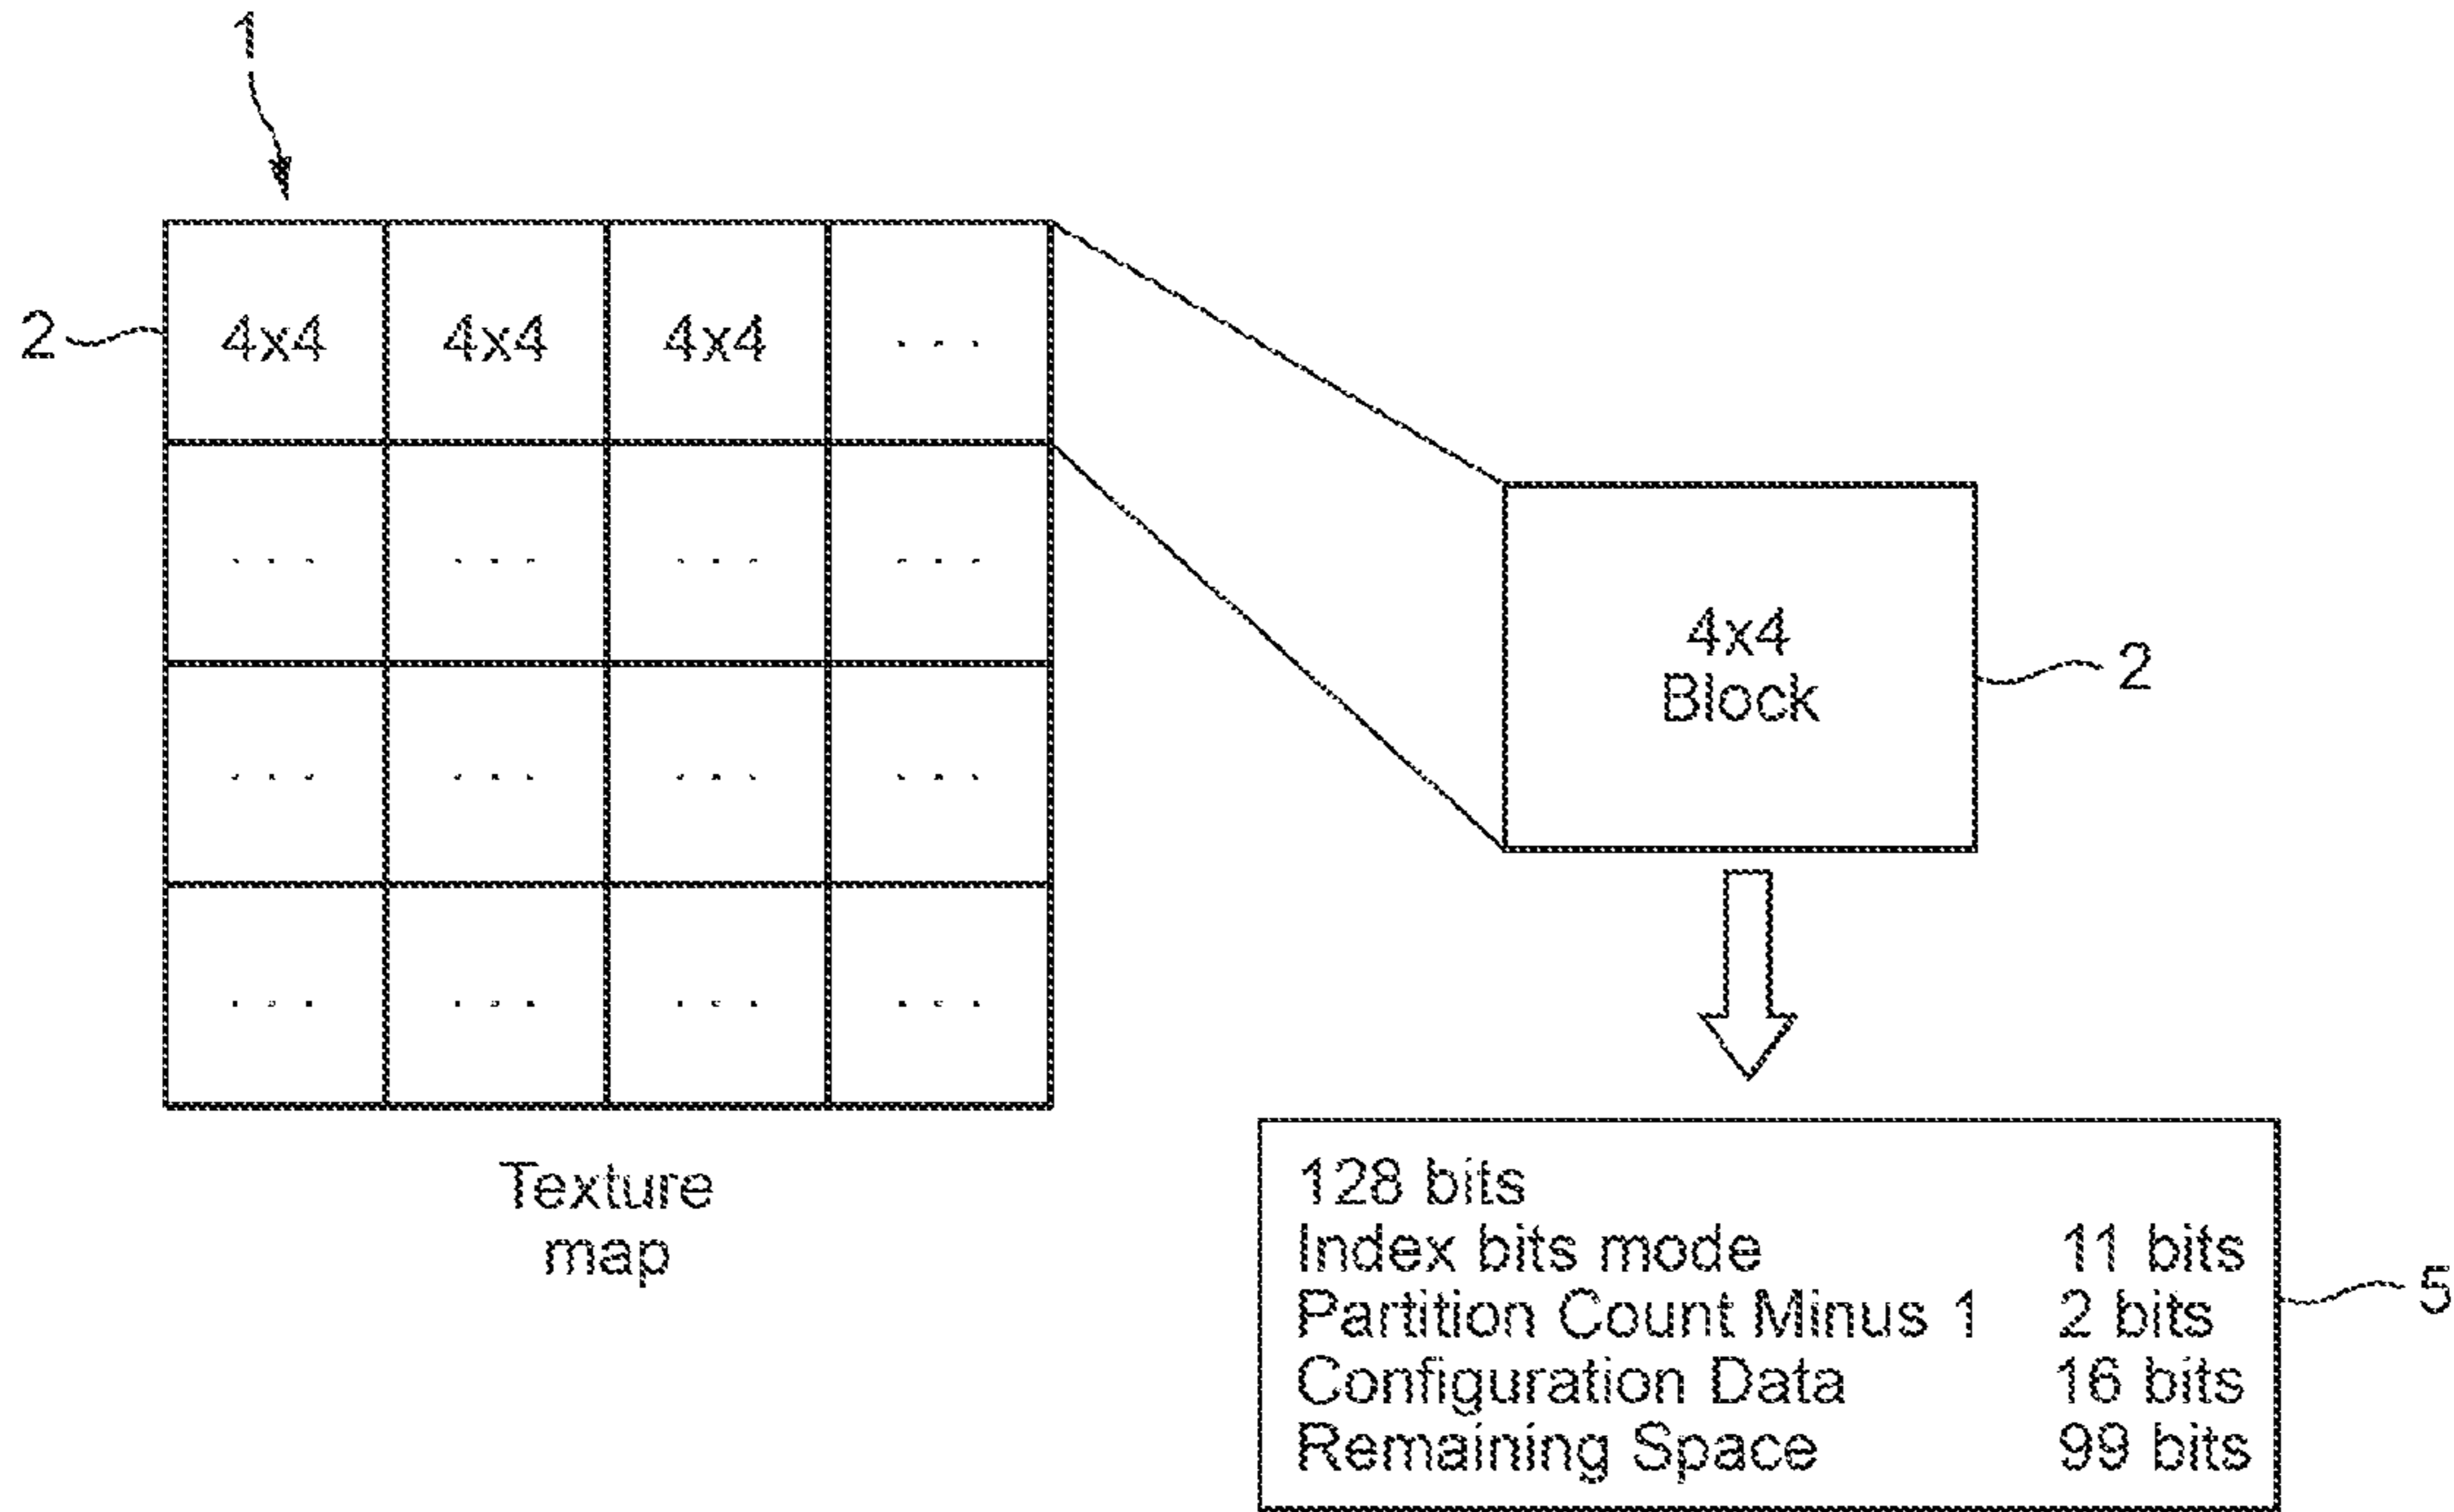 1
2
4x4 4x4 4x4 ...
... ... ... ...
... ... ... ...
... ... ... ...
Texture
map
4x4
Block
2
128 bits
Index bits mode 11 bits
Partition Count Minus 1 2 bits
Configuration Data 16 bits
Remaining Space 99 bits
5